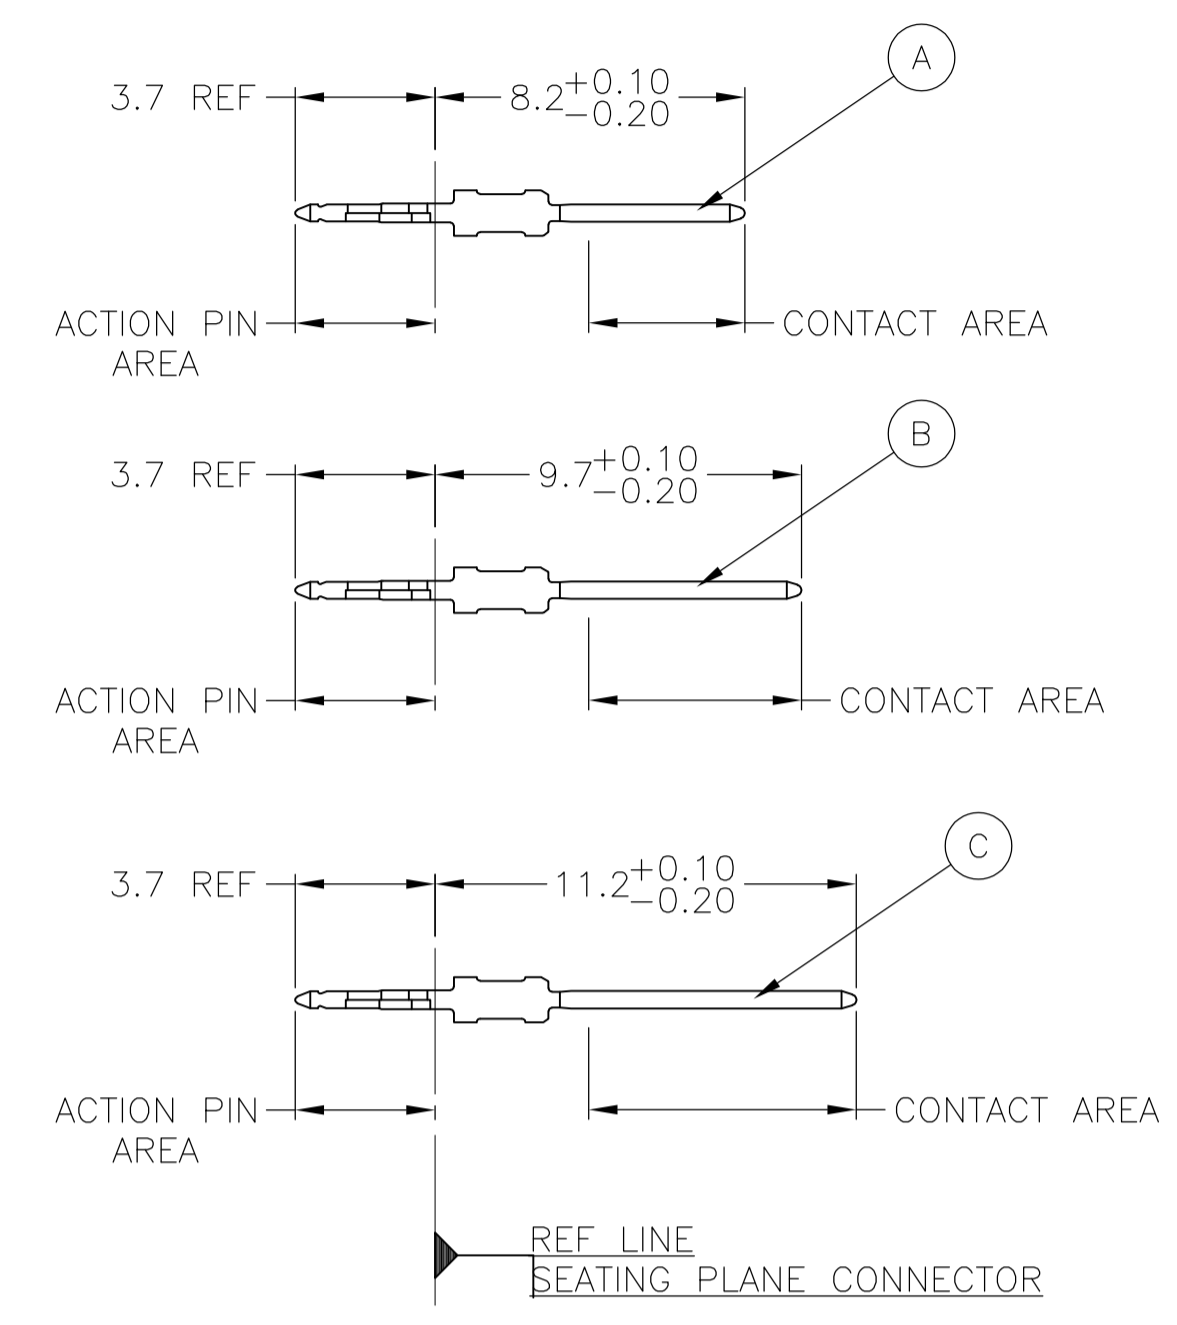 A
3.7 REF
8.2 +0.10
-0.20
ACTION PIN
AREA
CONTACT AREA
B
3.7 REF
9.7 +0.10
-0.20
ACTION PIN
AREA
CONTACT AREA
C
3.7 REF
11.2 +0.10
-0.20
ACTION PIN
AREA
CONTACT AREA
REF LINE
SEATING PLANE CONNECTOR